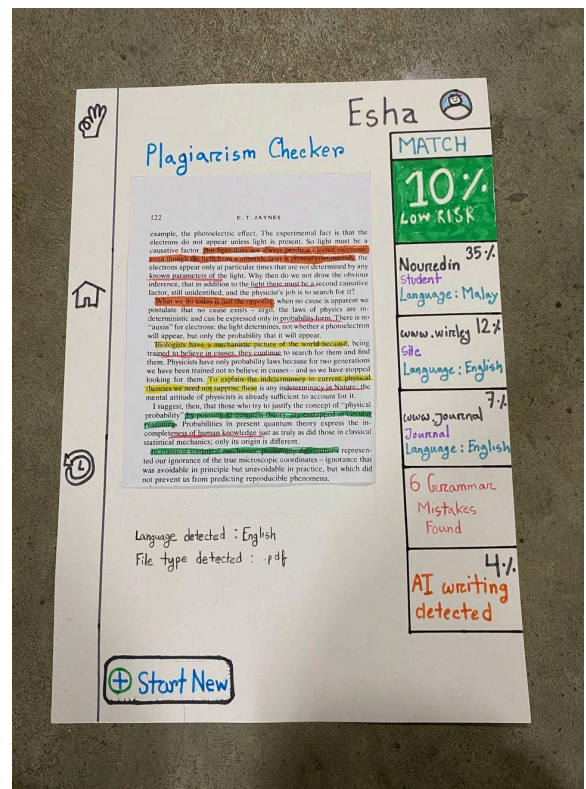 Esha
Plagiarism Checker
122
E. T. JAYNES
example, the photoelectric effect. The experimental fact is that the
electrons do not appear unless light is present. So light must be a
causative factor. But light does not always produce ejected electrons;
even though the light from a unimode laser is present continuously, the
electrons appear only at particular times that are not determined by any
known parameters of the light. Why then do we not draw the obvious
inference, that in addition to the light there must be a second causative
factor, still unidentified, and the physicist's job is to search for it?
What we do today is just the opposite; when no cause is apparent we
postulate that no cause exists – ergo, the laws of physics are in-
deterministic and can be expressed only in probability form. There is no
"auxin" for electrons: the light determines, not whether a photoelectron
will appear, but only the probability that it will appear.
Biologists have a mechanistic picture of the world because, being
trained to believe in causes, they continue to search for them and find
them. Physicists have only probability laws because for two generations
we have been trained not to believe in causes – and so we have stopped
looking for them. To explain the indeterminacy in current physical
theories we need not suppose there is any indeterminacy in Nature; the
mental attitude of physicists is already sufficient to account for it.
I suggest, then, that those who try to justify the concept of "physical
probability" by pointing to quantum theory, are entrapped in circular
reasoning. Probabilities in present quantum theory express the in-
completeness of human knowledge just as truly as did those in classical
statistical mechanics; only its origin is different.
In classical statistical mechanics, probability distributions represen-
ted our ignorance of the true microscopic coordinates – ignorance that
was avoidable in principle but unavoidable in practice, but which did
not prevent us from predicting reproducible phenomena.
Language detected : English
File type detected : .pdf
Start New
MATCH
10%
LOW RISK
Nouredin 35%
Student
Language : Malay
12%
Site
Language : English
www.journal 7%
Journal
Language : English
6 Grammar
Mistakes
Found
4%
AI writing
detected